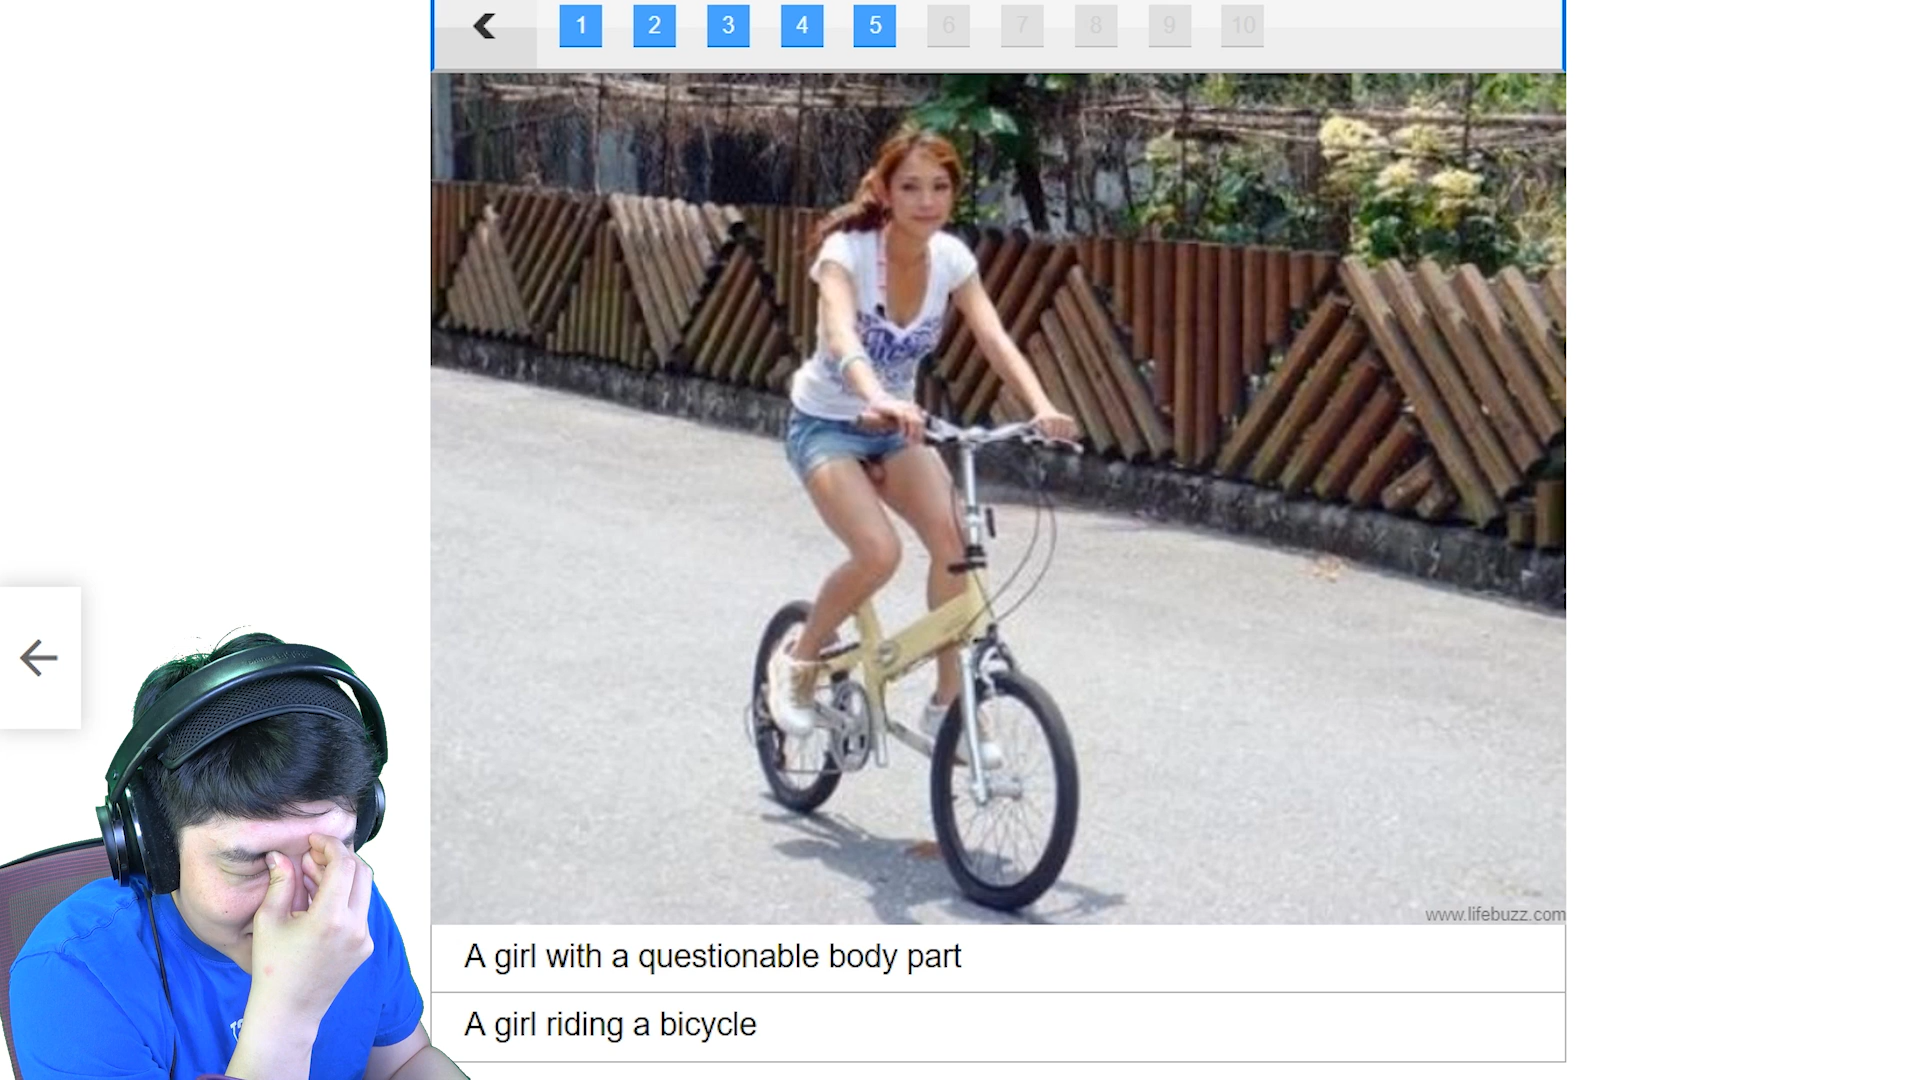 1 2 3 4 5 6 7 8 9 10
www.lifebuzz.com
A girl with a questionable body part
A girl riding a bicycle